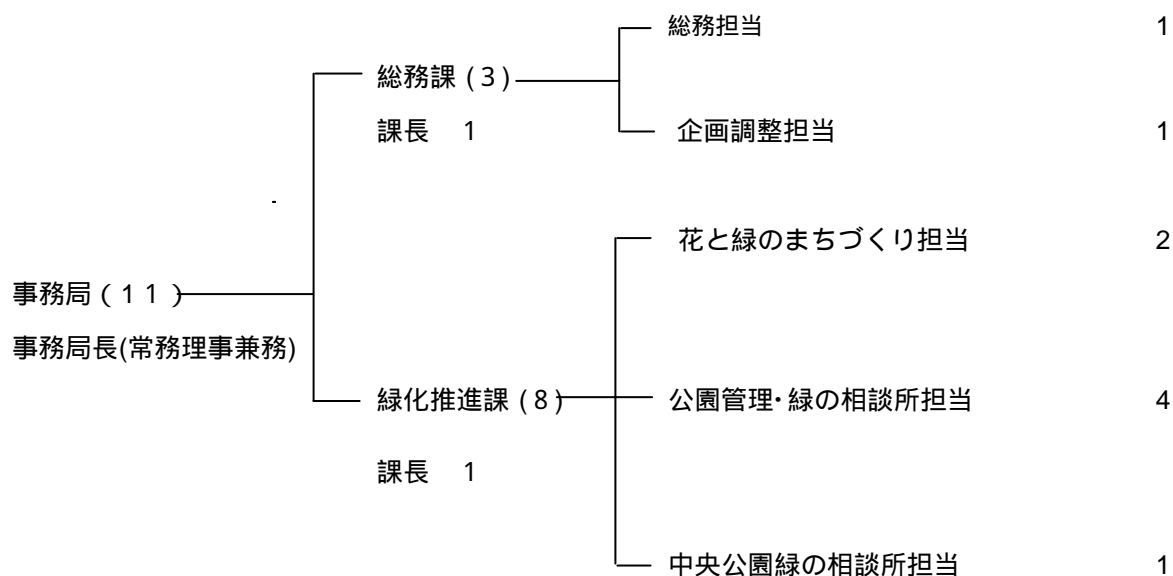 総務担当 1
総務課 (3)
課長 1
企画調整担当 1
花と緑のまちづくり担当 2
事務局 (11)
事務局長(常務理事兼務)
緑化推進課 (8)
公園管理・緑の相談所担当 4
課長 1
中央公園緑の相談所担当 1